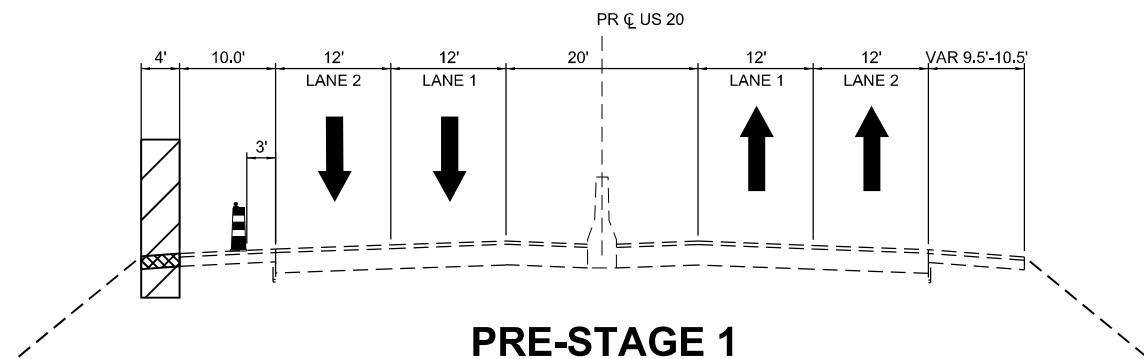 PR ℄ US 20
4' 10.0' 12' 12' 20' 12' 12' VAR 9.5'-10.5'
LANE 2 LANE 1 LANE 1 LANE 2
3'
PRE-STAGE 1